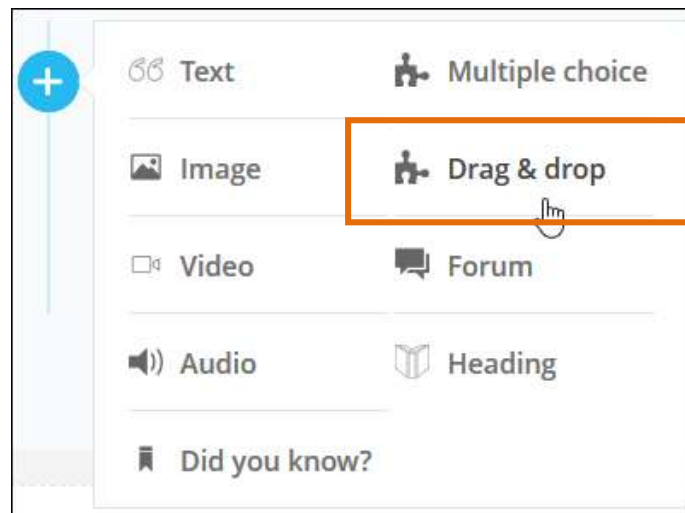 Text
Multiple choice
Image
Drag & drop
Video
Forum
Audio
Heading
Did you know?